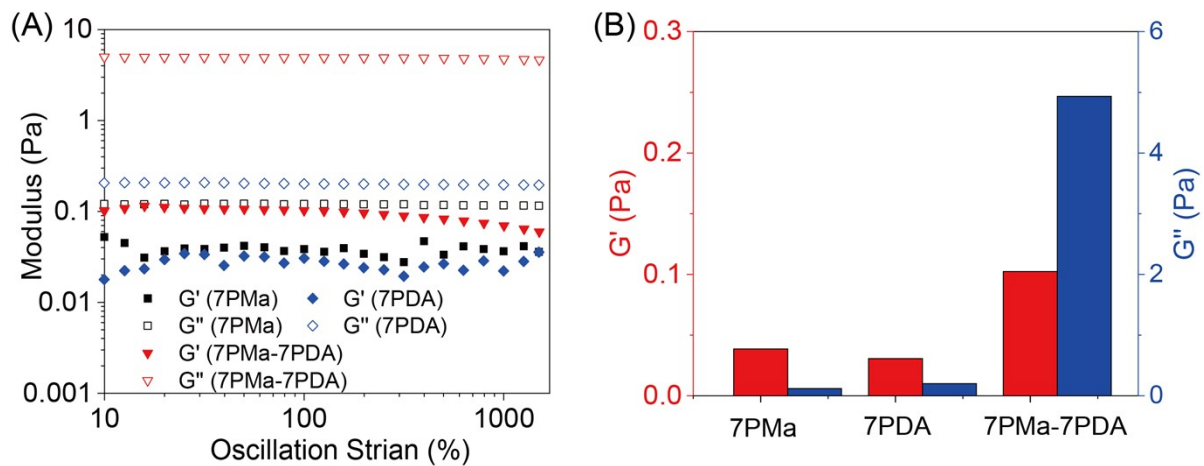 (A)
Modulus (Pa)
10
1
0.1
0.01
0.001
G' (7PMa)
G' (7PDA)
G" (7PMa)
G" (7PDA)
G' (7PMa-7PDA)
G" (7PMa-7PDA)
10
100
1000
Oscillation Strian (%)
(B)
G' (Pa)
0.3
0.2
0.1
0.0
6
4
2
0
G" (Pa)
7PMa
7PDA
7PMa-7PDA